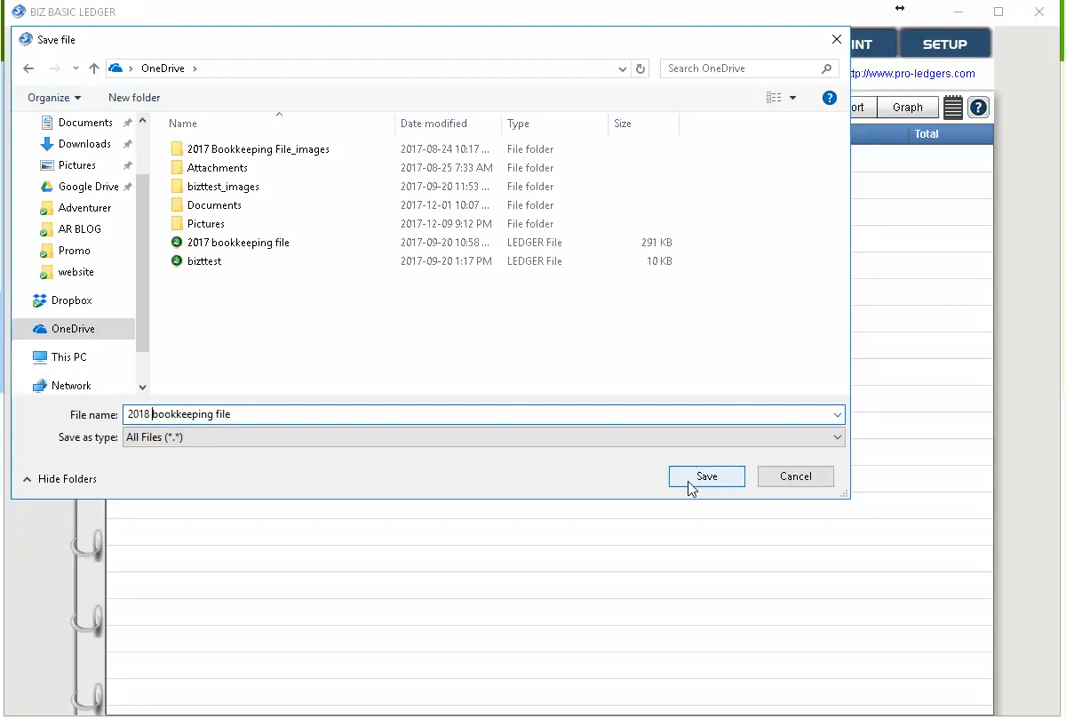 BIZ BASIC LEDGER
Save file
INT
SETUP
OneDrive
Search OneDrive
tp://www.pro-ledgers.com
Organize
New folder
ort
Graph
Documents
Downloads
Pictures
Google Drive
Adventurer
AR BLOG
Promo
website
Dropbox
OneDrive
This PC
Network
Name Date modified Type Size
Total
2017 Bookkeeping File_images 2017-08-24 10:17 ... File folder
Attachments 2017-08-25 7:33 AM File folder
bizttest_images 2017-09-20 11:53 ... File folder
Documents 2017-12-01 10:07 ... File folder
Pictures 2017-12-09 9:12 PM File folder
2017 bookkeeping file 2017-09-20 10:58 ... LEDGER File 291 KB
bizttest 2017-09-20 1:17 PM LEDGER File 10 KB
File name: 2018 bookkeeping file
Save as type: All Files (*.*)
Hide Folders
Save
Cancel